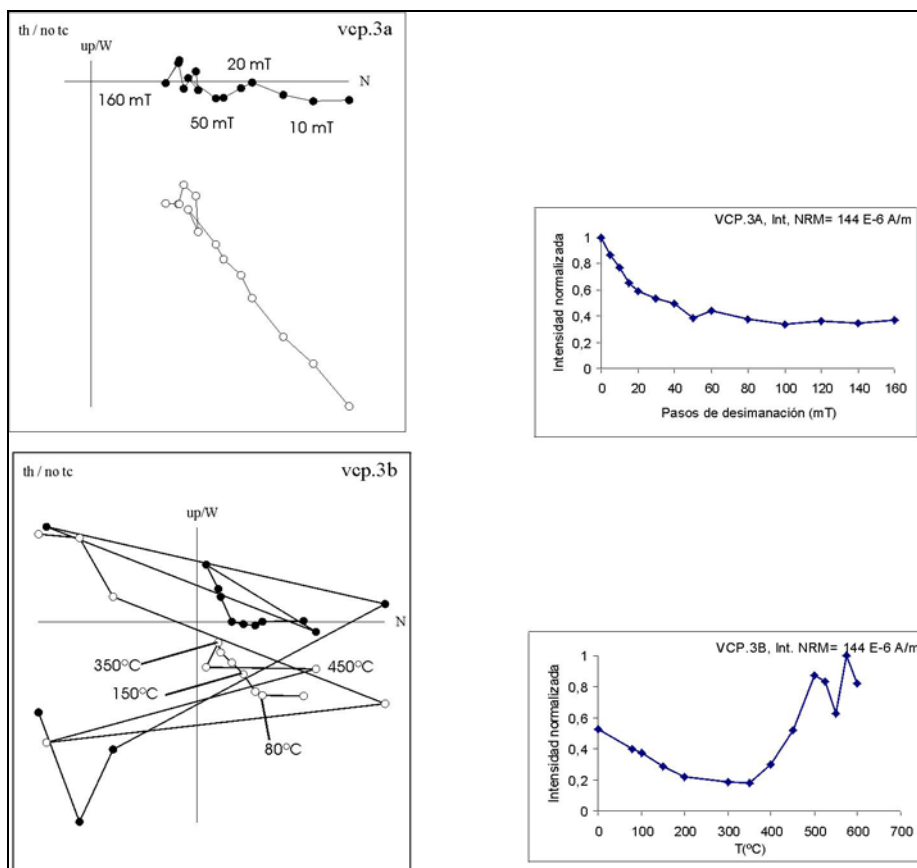 th / no tc
vcp.3a
up/W
20 mT
N
160 mT
50 mT
10 mT
VCP.3A, Int, NRM= 144 E-6 A/m
Intensidad normalizada
1
0,8
0,6
0,4
0,2
0
0 20 40 60 80 100 120 140 160
Pasos de desimanación (mT)
th / no tc
vcp.3b
up/W
N
350°C
450°C
150°C
80°C
VCP.3B, Int. NRM= 144 E-6 A/m
Intensidad normalizada
1
0,8
0,6
0,4
0,2
0
0 100 200 300 400 500 600 700
T(ºC)